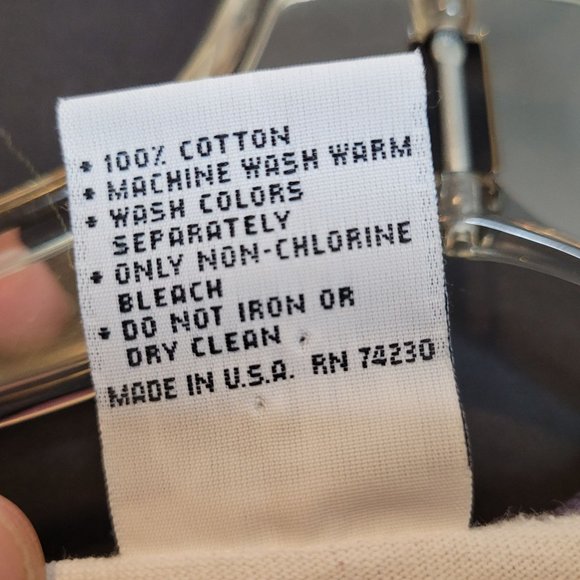 • 100% COTTON
• MACHINE WASH WARM
• WASH COLORS
SEPARATELY
• ONLY NON-CHLORINE
BLEACH
• DO NOT IRON OR
DRY CLEAN
MADE IN U.S.A. RN 74230